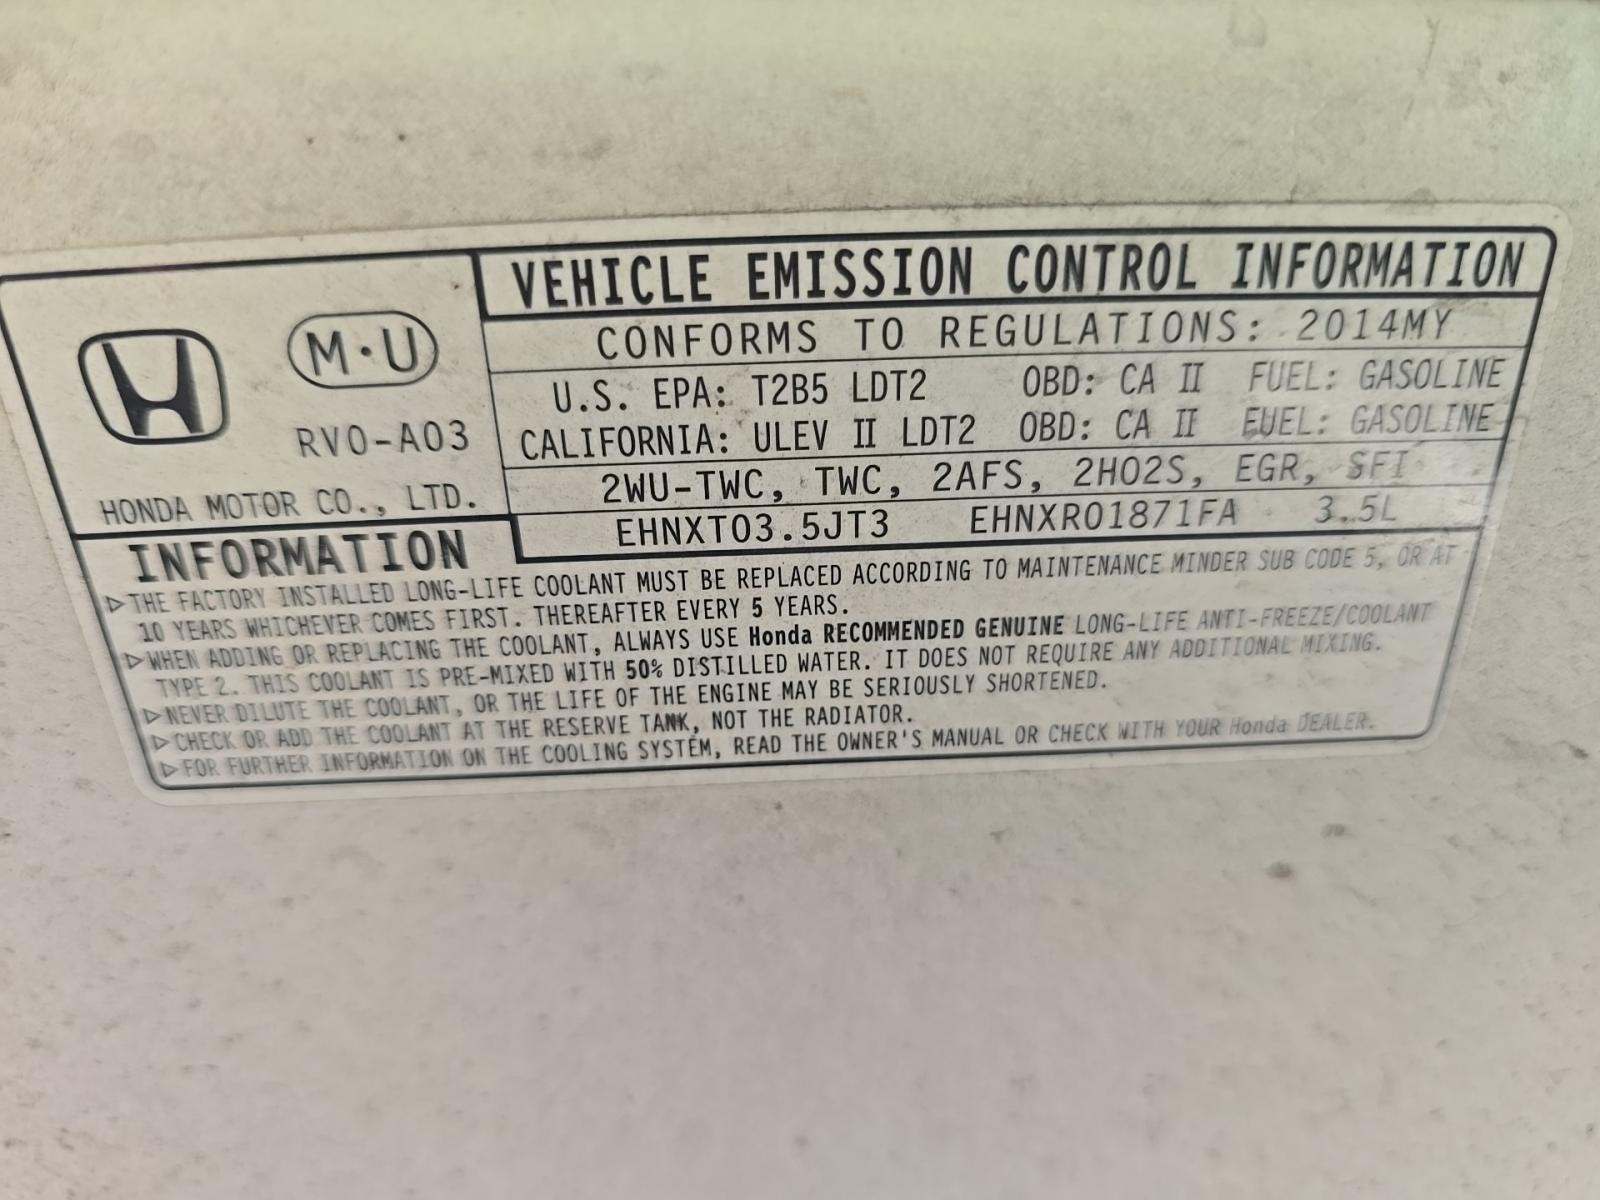 VEHICLE EMISSION CONTROL INFORMATION
CONFORMS TO REGULATIONS: 2014MY
U.S. EPA: T2B5 LDT2 OBD: CA II FUEL: GASOLINE
CALIFORNIA: ULEV II LDT2 OBD: CA II FUEL: GASOLINE
2WU-TWC, TWC, 2AFS, 2HO2S, EGR, SFI
EHNXT03.5JT3 EHNXR01871FA 3.5L
M·U
RV0-A03
HONDA MOTOR CO., LTD.
INFORMATION
▷THE FACTORY INSTALLED LONG-LIFE COOLANT MUST BE REPLACED ACCORDING TO MAINTENANCE MINDER SUB CODE 5, OR AT
10 YEARS WHICHEVER COMES FIRST. THEREAFTER EVERY 5 YEARS.
▷WHEN ADDING OR REPLACING THE COOLANT, ALWAYS USE Honda RECOMMENDED GENUINE LONG-LIFE ANTI-FREEZE/COOLANT
TYPE 2. THIS COOLANT IS PRE-MIXED WITH 50% DISTILLED WATER. IT DOES NOT REQUIRE ANY ADDITIONAL MIXING.
▷NEVER DILUTE THE COOLANT, OR THE LIFE OF THE ENGINE MAY BE SERIOUSLY SHORTENED.
▷CHECK OR ADD THE COOLANT AT THE RESERVE TANK, NOT THE RADIATOR.
▷FOR FURTHER INFORMATION ON THE COOLING SYSTEM, READ THE OWNER'S MANUAL OR CHECK WITH YOUR Honda DEALER.